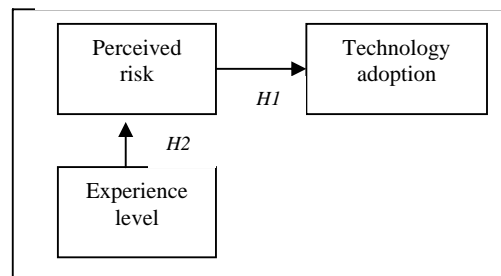 Perceived
risk
Technology
adoption
H1
H2
Experience
level